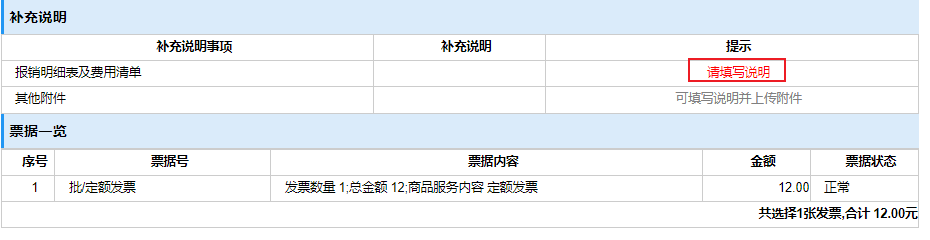 补充说明
补充说明事项 补充说明 提示
报销明细表及费用清单 请填写说明
其他附件 可填写说明并上传附件
票据一览
序号 票据号 票据内容 金额 票据状态
1 批/定额发票 发票数量 1;总金额 12;商品服务内容 定额发票 12.00 正常
共选择1张发票,合计 12.00元